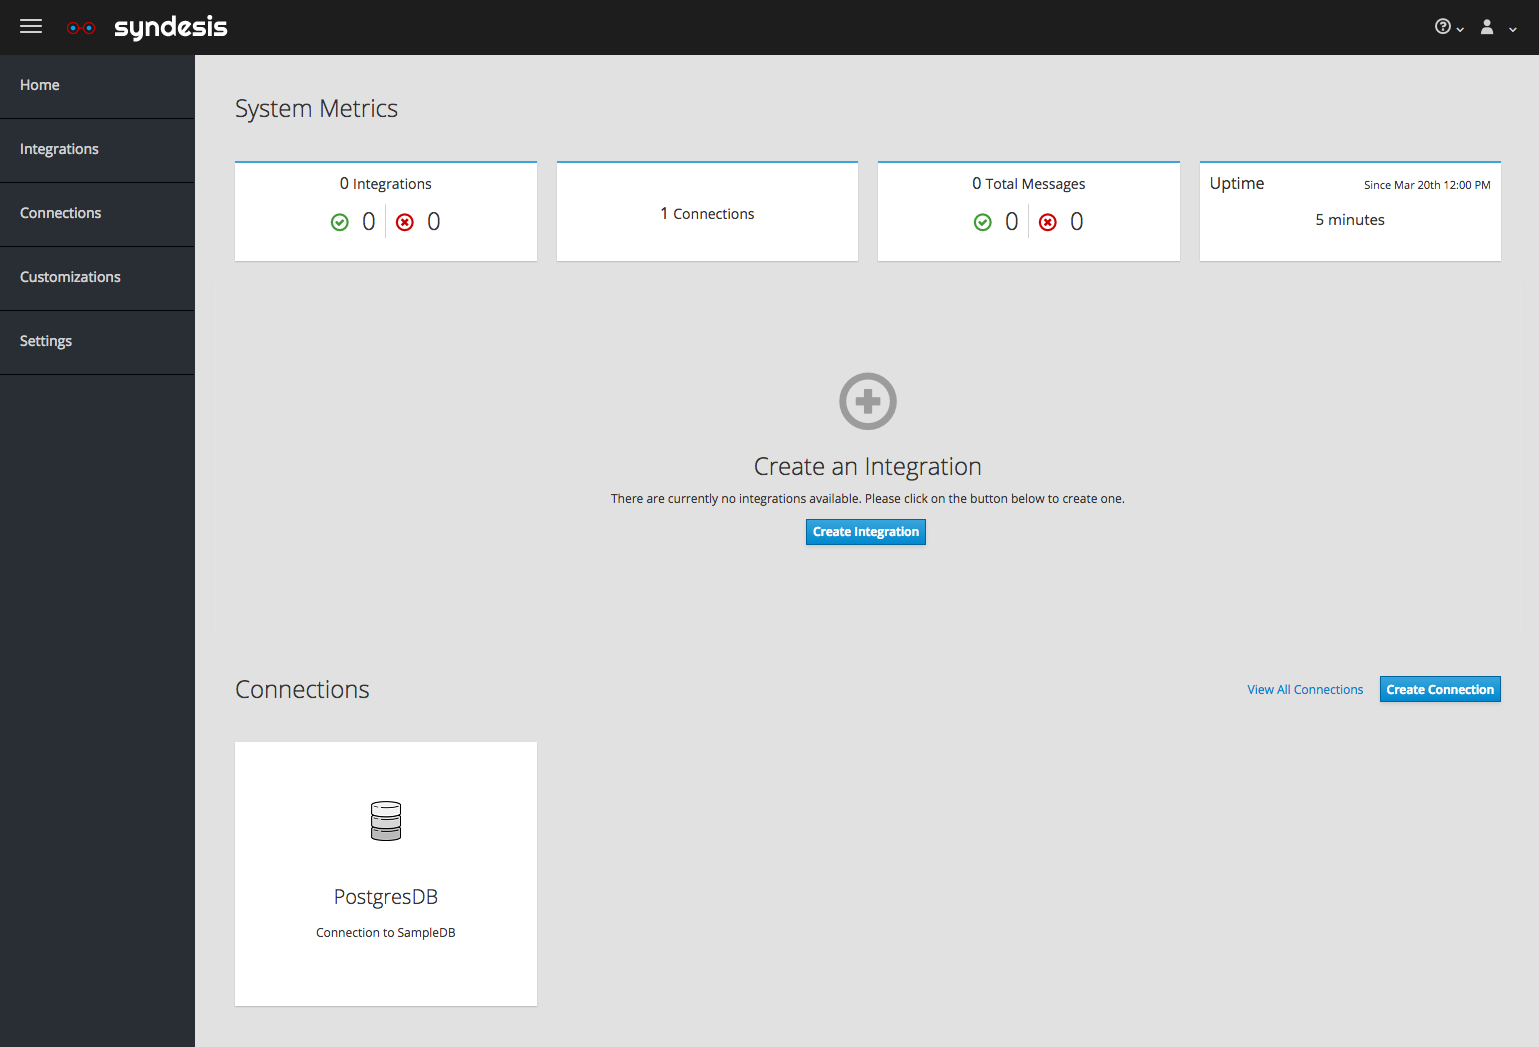 syndesis
Home
Integrations
Connections
Customizations
Settings
System Metrics
0 Integrations
0 0
1 Connections
0 Total Messages
0 0
Uptime Since Mar 20th 12:00 PM
5 minutes
Create an Integration
There are currently no integrations available. Please click on the button below to create one.
Create Integration
Connections View All Connections Create Connection
PostgresDB
Connection to SampleDB